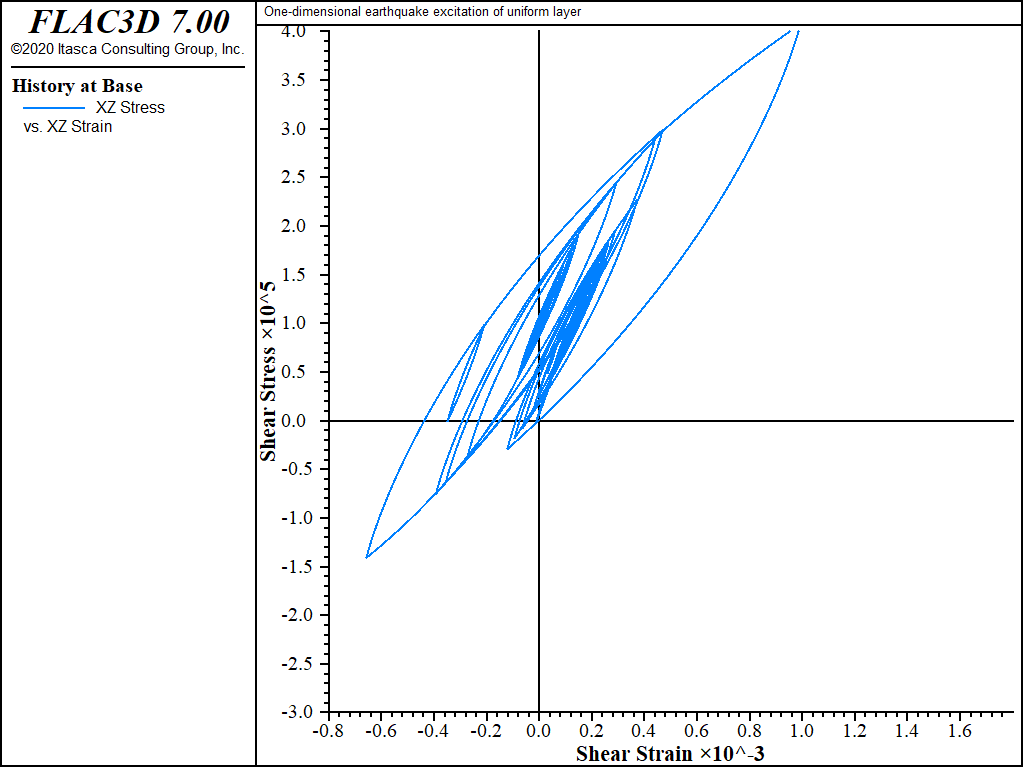 FLAC3D 7.00
©2020 Itasca Consulting Group, Inc.
History at Base
XZ Stress
vs. XZ Strain
One-dimensional earthquake excitation of uniform layer
4.0
3.5
3.0
2.5
2.0
1.5
1.0
0.5
0.0
-0.5
-1.0
-1.5
-2.0
-2.5
-3.0
Shear Stress ×10^5
-0.8 -0.6 -0.4 -0.2 0.0 0.2 0.4 0.6 0.8 1.0 1.2 1.4 1.6
Shear Strain ×10^-3